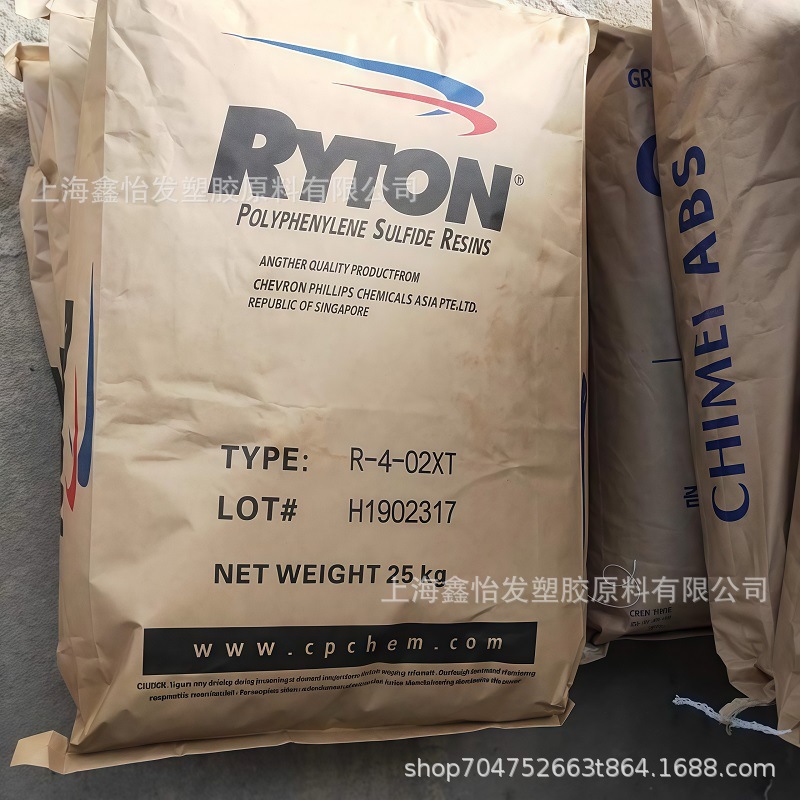 RYTON®
POLYPHENYLENE SULFIDE RESINS
ANGTHER QUALITY PRODUCTFROM
CHEVRON PHILLIPS CHEMICALS ASIA PTE.LTD.
REPUBLIC OF SINGAPORE
TYPE: R-4-02XT
LOT# H1902317
NET WEIGHT 25 kg
www.cpchem.com
GR
CHIMEI ABS
上海鑫怡发塑胶原料有限公司
上海鑫怡发塑胶原料有限公司
shop704752663t864.1688.com